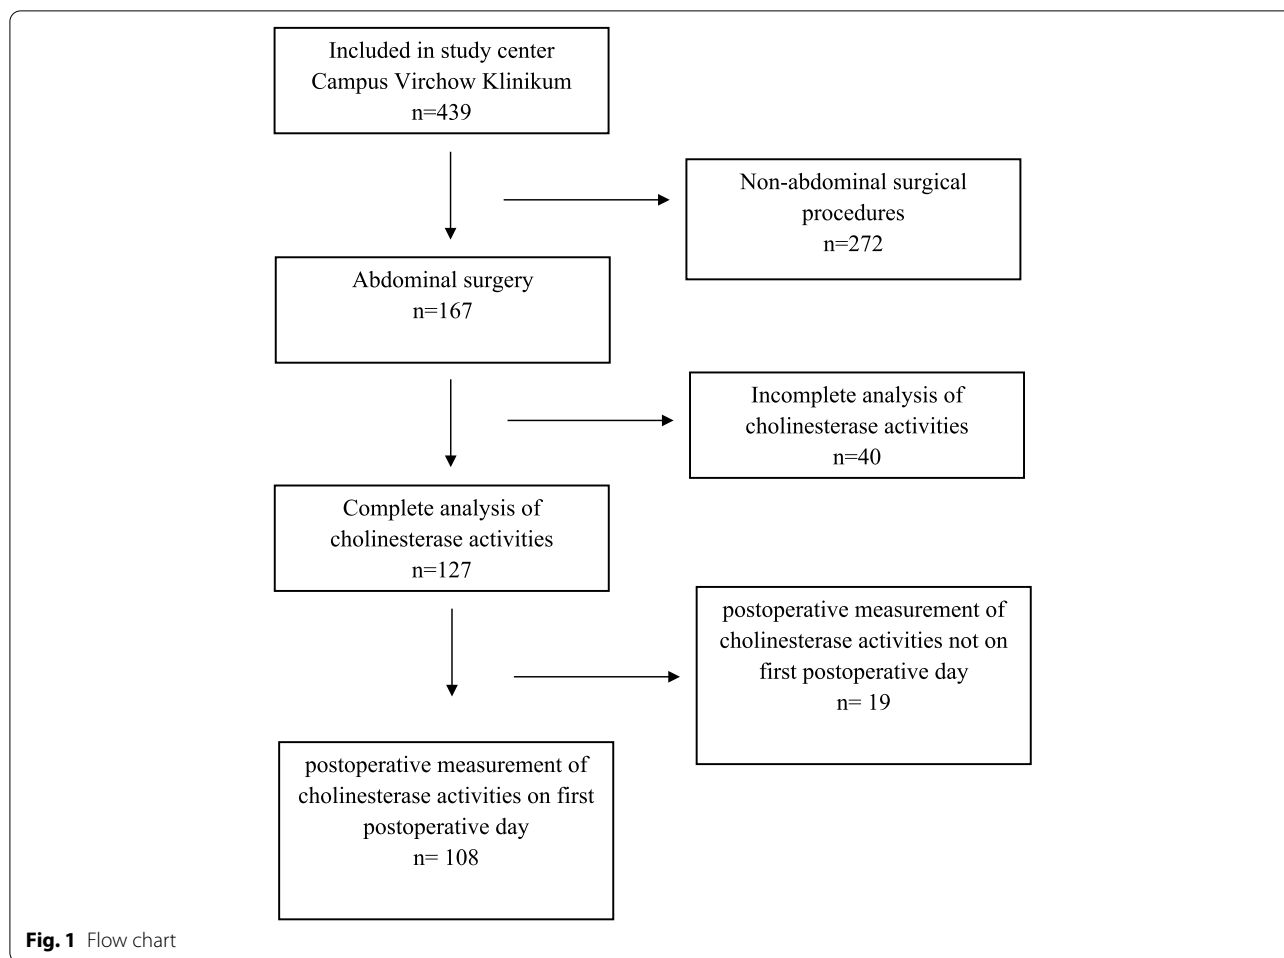 Included in study center
Campus Virchow Klinikum
n=439
Non-abdominal surgical
procedures
n=272
Abdominal surgery
n=167
Incomplete analysis of
cholinesterase activities
n=40
Complete analysis of
cholinesterase activities
n=127
postoperative measurement of
cholinesterase activities not on
first postoperative day
n= 19
postoperative measurement of
cholinesterase activities on first
postoperative day
n= 108
Fig. 1 Flow chart